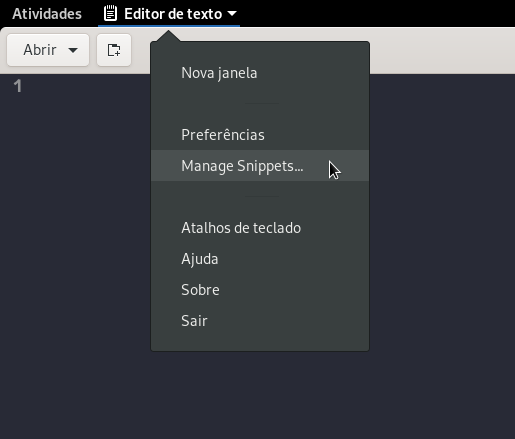 Atividades Editor de texto
Abrir
1
Nova janela
Preferências
Manage Snippets...
Atalhos de teclado
Ajuda
Sobre
Sair